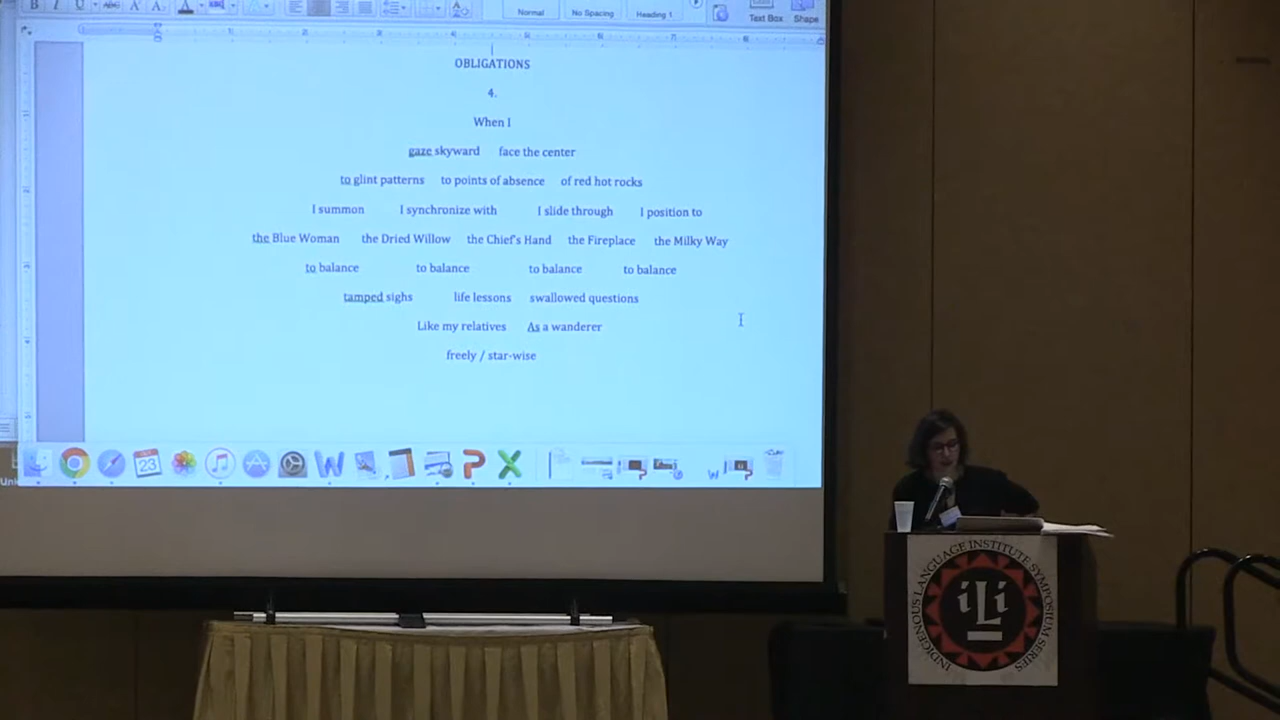 Normal No Spacing Heading 1
Text Box Shape
OBLIGATIONS
4.
When I
gaze skyward face the center
to glint patterns to points of absence of red hot rocks
I summon I synchronize with I slide through I position to
the Blue Woman the Dried Willow the Chief's Hand the Fireplace the Milky Way
to balance to balance to balance to balance
tamped sighs life lessons swallowed questions
Like my relatives As a wanderer
freely / star-wise
23
INDIGENOUS LANGUAGE INSTITUTE SYMPOSIUM SERIES
iLi